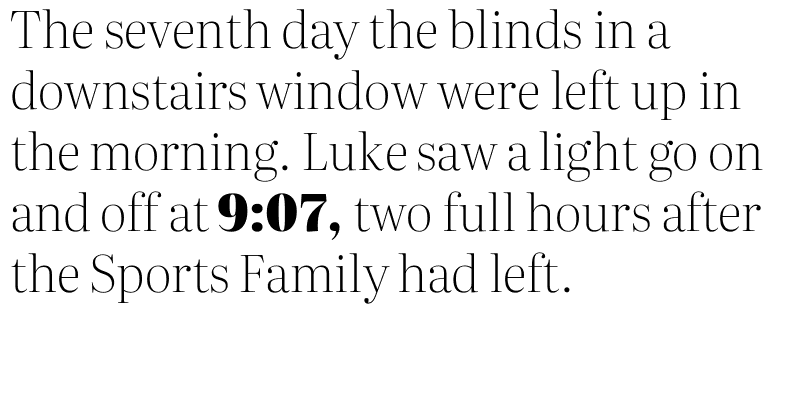 The seventh day the blinds in a
downstairs window were left up in
the morning. Luke saw a light go on
and off at 9:07, two full hours after
the Sports Family had left.